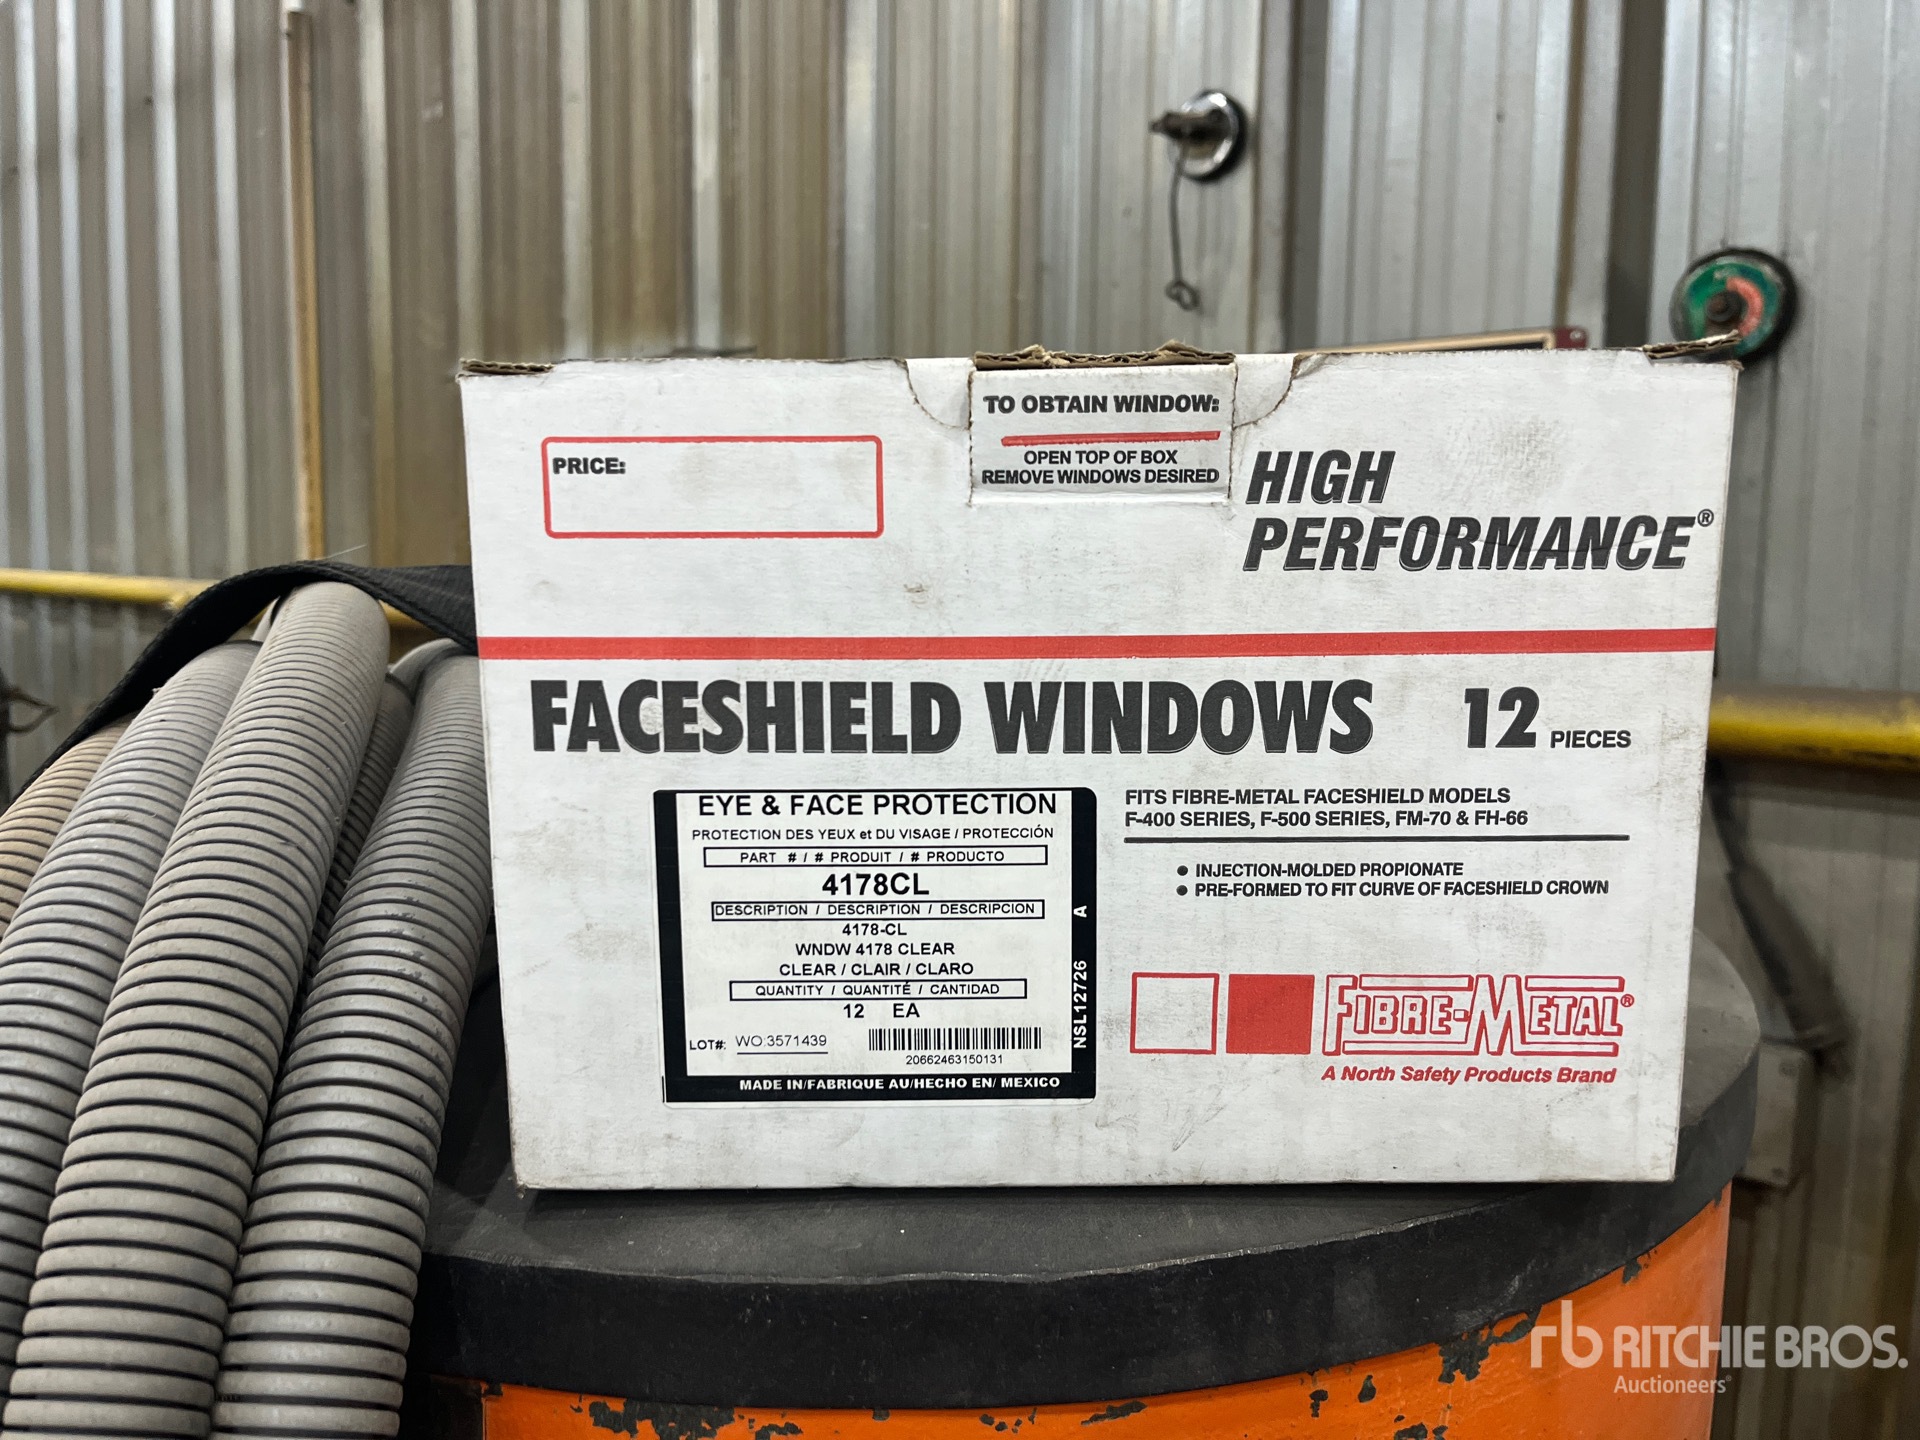 TO OBTAIN WINDOW:
OPEN TOP OF BOX
REMOVE WINDOWS DESIRED
PRICE:
HIGH
PERFORMANCE®
FACESHIELD WINDOWS 12 PIECES
EYE & FACE PROTECTION
PROTECTION DES YEUX et DU VISAGE / PROTECCIÓN
PART # / # PRODUIT / # PRODUCTO
4178CL
DESCRIPTION / DESCRIPTION / DESCRIPCION
4178-CL
WNDW 4178 CLEAR
CLEAR / CLAIR / CLARO
QUANTITY / QUANTITÉ / CANTIDAD
12 EA
LOT#: WO:3571439
20662463150131
MADE IN/FABRIQUE AU/HECHO EN/ MEXICO
NSL12726 A
FITS FIBRE-METAL FACESHIELD MODELS
F-400 SERIES, F-500 SERIES, FM-70 & FH-66
• INJECTION-MOLDED PROPIONATE
• PRE-FORMED TO FIT CURVE OF FACESHIELD CROWN
FIBRE-METAL®
A North Safety Products Brand
rb RITCHIE BROS.
Auctioneers®